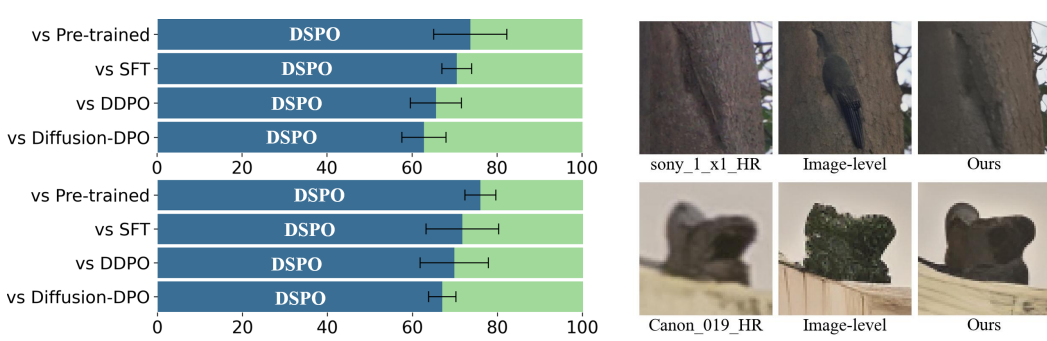 vs Pre-trained DSPO
vs SFT DSPO
vs DDPO DSPO
vs Diffusion-DPO DSPO
0 20 40 60 80 100
vs Pre-trained DSPO
vs SFT DSPO
vs DDPO DSPO
vs Diffusion-DPO DSPO
0 20 40 60 80 100
sony_1_x1_HR Image-level Ours
Canon_019_HR Image-level Ours